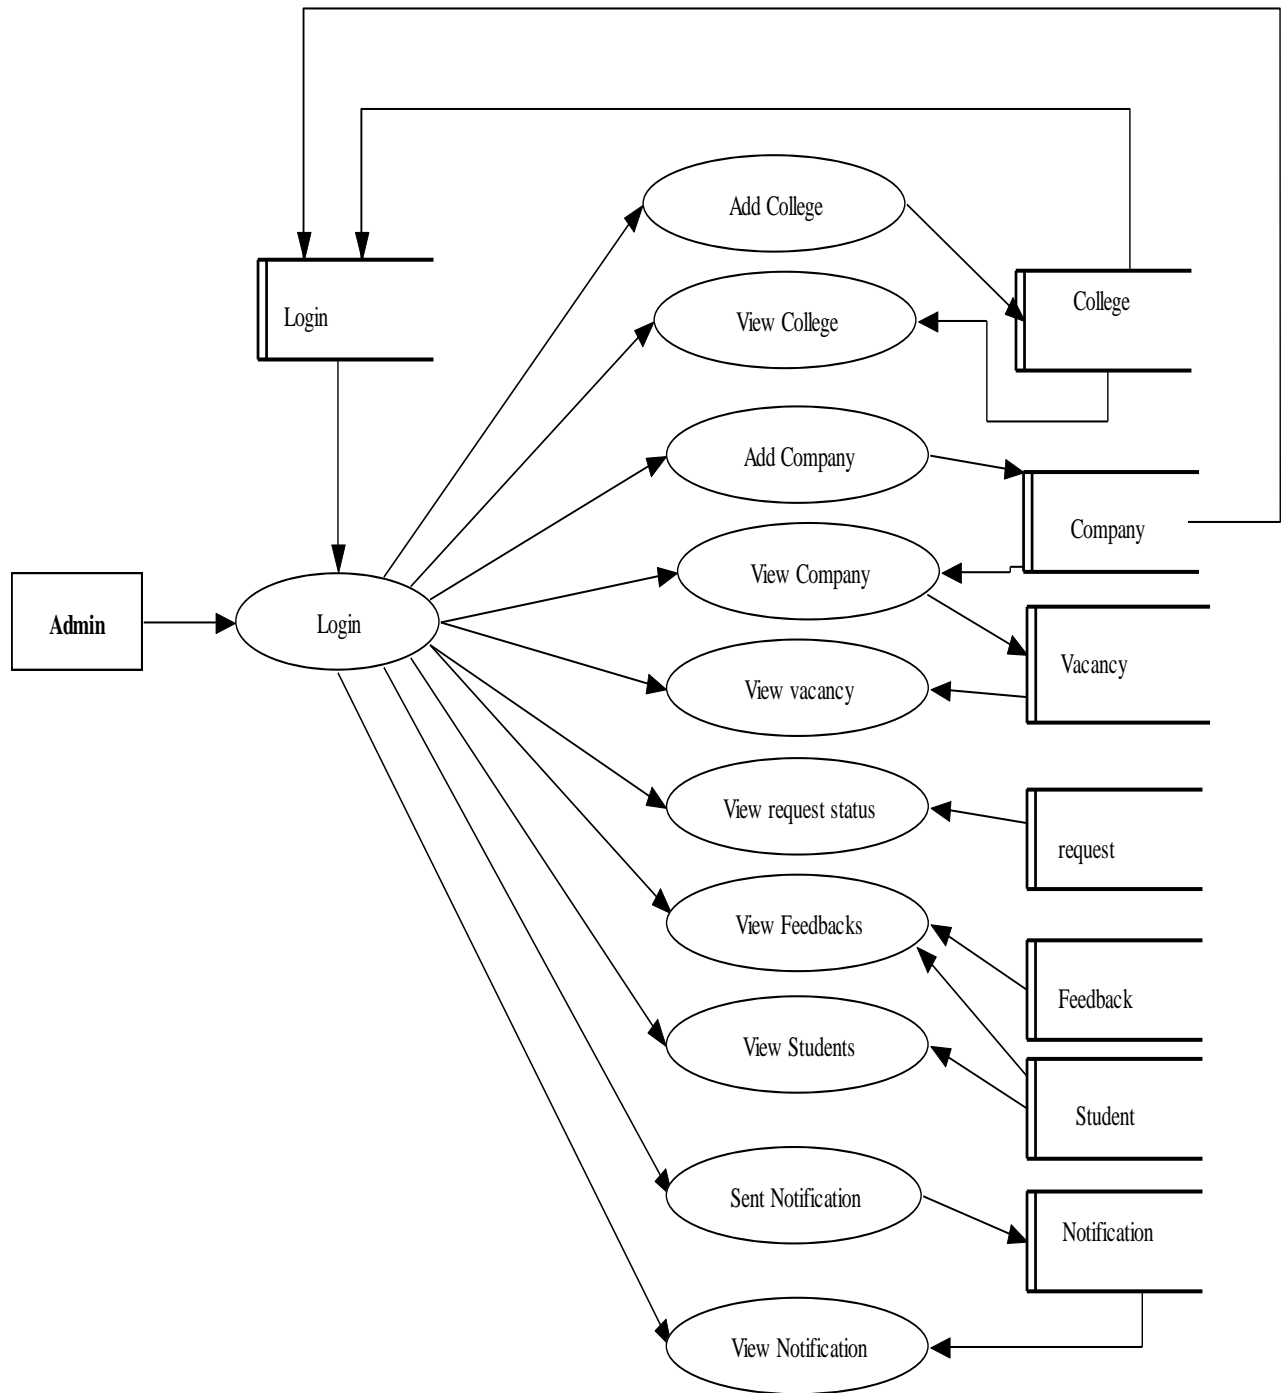 Add College
College
Login
View College
Add Company
Company
View Company
Admin
Login
Vacancy
View vacancy
View request status
request
View Feedbacks
Feedback
View Students
Student
Sent Notification
Notification
View Notification